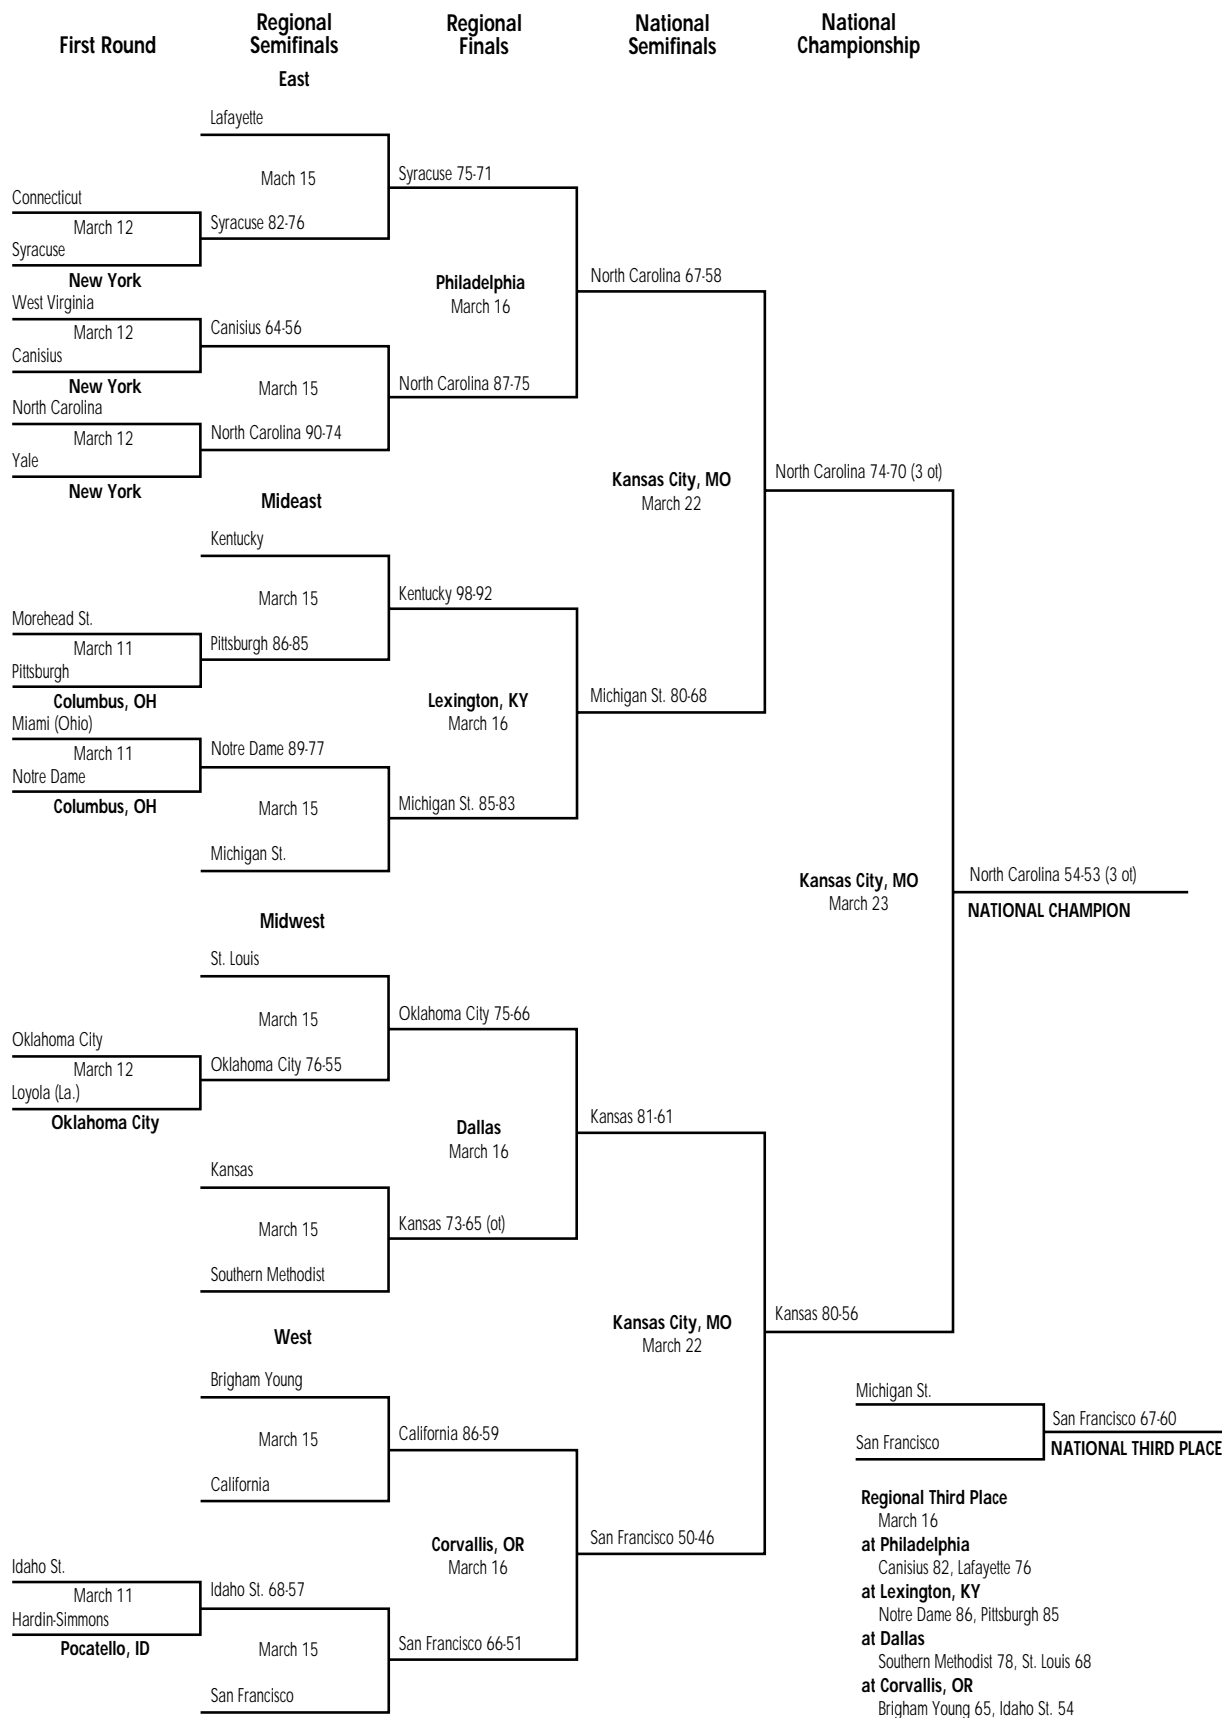 First Round
Regional
Semifinals
Regional
Finals
National
Semifinals
National
Championship
East
Lafayette
Mach 15
Syracuse 75-71
Connecticut
March 12
Syracuse 82-76
Syracuse
New York
Philadelphia
March 16
North Carolina 67-58
West Virginia
March 12
Canisius 64-56
Canisius
New York
March 15
North Carolina 87-75
North Carolina
March 12
North Carolina 90-74
Yale
New York
Kansas City, MO
March 22
North Carolina 74-70 (3 ot)
Mideast
Kentucky
March 15
Kentucky 98-92
Morehead St.
March 11
Pittsburgh 86-85
Pittsburgh
Columbus, OH
Lexington, KY
March 16
Michigan St. 80-68
Miami (Ohio)
March 11
Notre Dame 89-77
Notre Dame
Columbus, OH
March 15
Michigan St. 85-83
Michigan St.
Kansas City, MO
March 23
North Carolina 54-53 (3 ot)
NATIONAL CHAMPION
Midwest
St. Louis
March 15
Oklahoma City 75-66
Oklahoma City
March 12
Oklahoma City 76-55
Loyola (La.)
Oklahoma City
Dallas
March 16
Kansas 81-61
Kansas
March 15
Kansas 73-65 (ot)
Southern Methodist
Kansas City, MO
March 22
Kansas 80-56
West
Brigham Young
March 15
California 86-59
California
Corvallis, OR
March 16
San Francisco 50-46
Idaho St.
March 11
Idaho St. 68-57
Hardin-Simmons
Pocatello, ID
March 15
San Francisco 66-51
San Francisco
Michigan St.
San Francisco 67-60
San Francisco
NATIONAL THIRD PLACE
Regional Third Place
March 16
at Philadelphia
Canisius 82, Lafayette 76
at Lexington, KY
Notre Dame 86, Pittsburgh 85
at Dallas
Southern Methodist 78, St. Louis 68
at Corvallis, OR
Brigham Young 65, Idaho St. 54